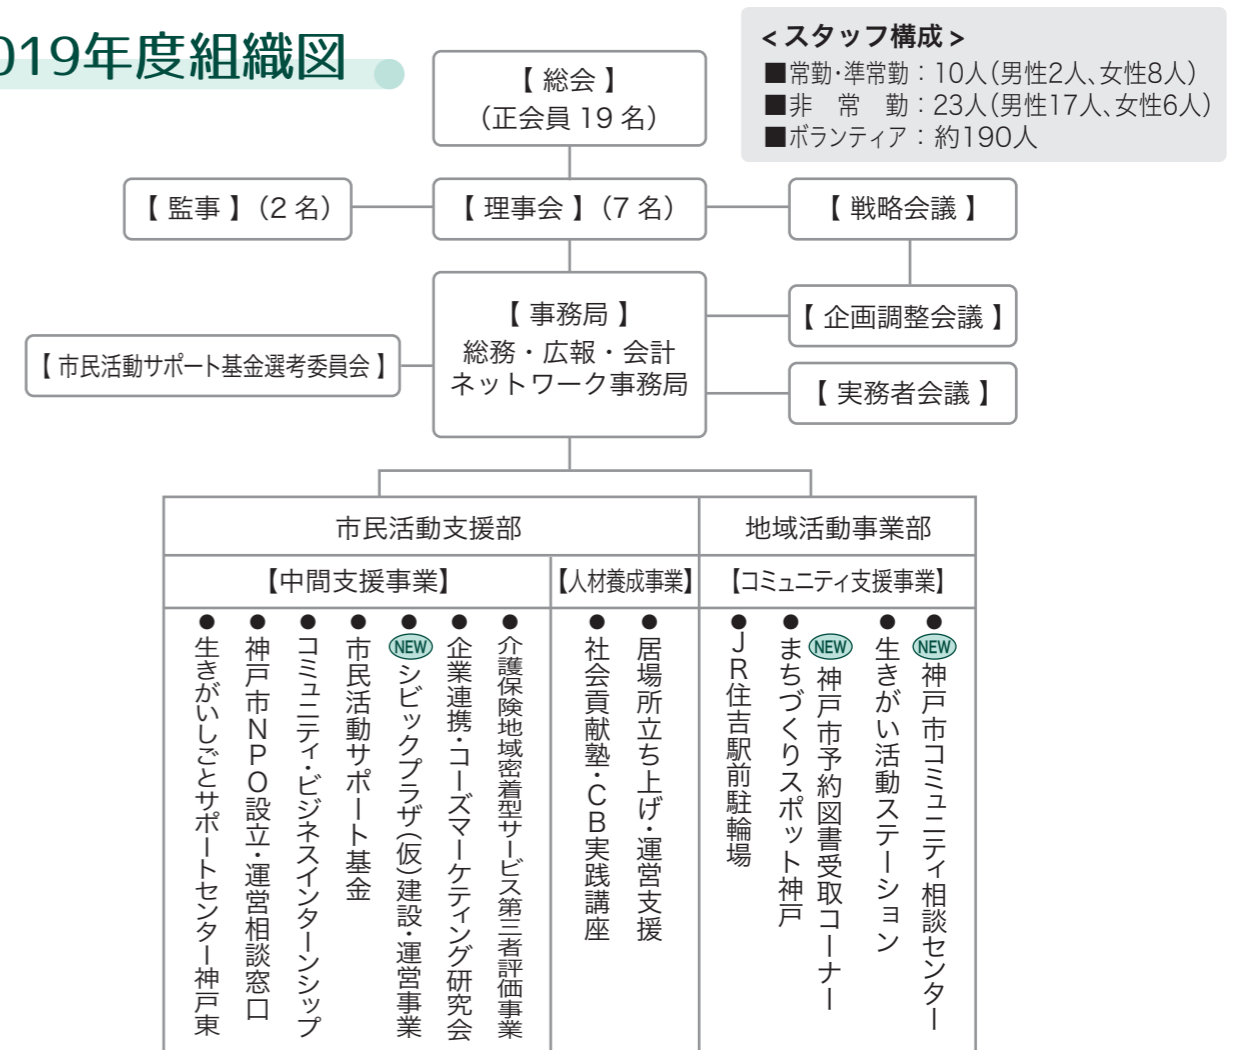 019年度組織図
< スタッフ構成 >
■常勤・準常勤：10人（男性2人、女性8人）
■非　常　勤：23人（男性17人、女性6人）
■ボランティア：約190人
【 総会 】
（正会員 19 名）
【 監事 】（2 名）
【 理事会 】（7 名）
【 戦略会議 】
【 事務局 】
総務・広報・会計
ネットワーク事務局
【 企画調整会議 】
【 市民活動サポート基金選考委員会 】
【 実務者会議 】
市民活動支援部
地域活動事業部
【中間支援事業】
【人材養成事業】
【コミュニティ支援事業】
●生きがいしごとサポートセンター神戸東
●神戸市NPO設立・運営相談窓口
●コミュニティ・ビジネスインターンシップ
●市民活動サポート基金
●NEW シビックプラザ（仮）建設・運営事業
●企業連携・コーズマーケティング研究会
●介護保険地域密着型サービス第三者評価事業
●社会貢献塾・CB実践講座
●居場所立ち上げ・運営支援
●JR住吉駅前駐輪場
●まちづくりスポット神戸
NEW 神戸市予約図書受取コーナー
●生きがい活動ステーション
●NEW 神戸市コミュニティ相談センター